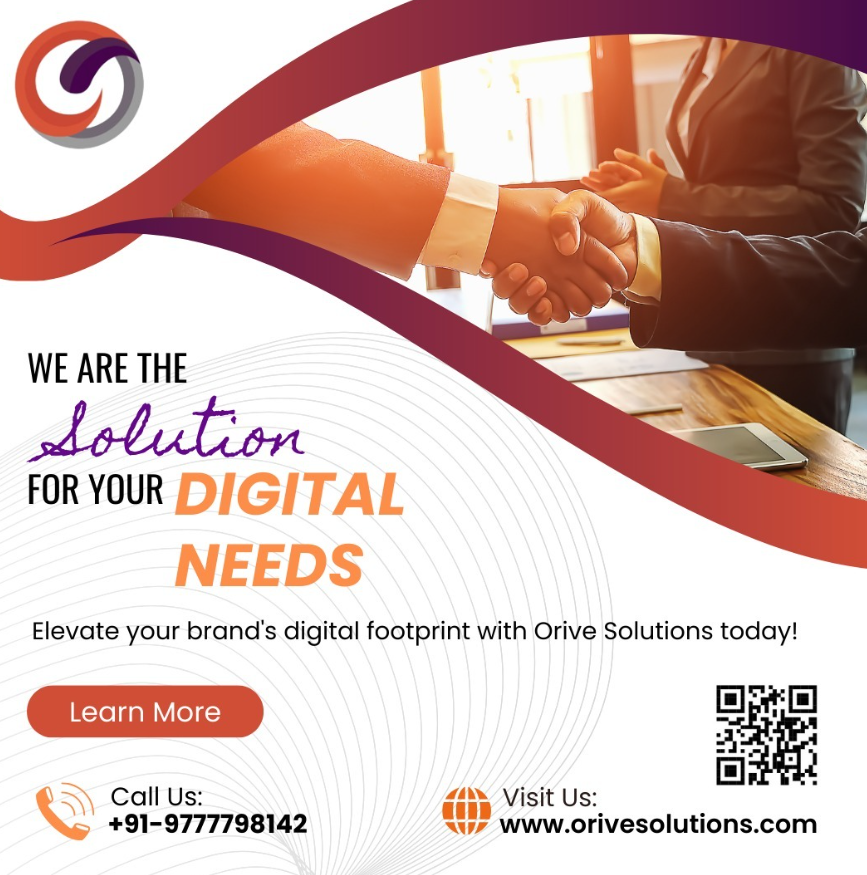 WE ARE THE
Solution
FOR YOUR DIGITAL
NEEDS
Elevate your brand's digital footprint with Orive Solutions today!
Learn More
Call Us:
+91-9777798142
Visit Us:
www.orivesolutions.com